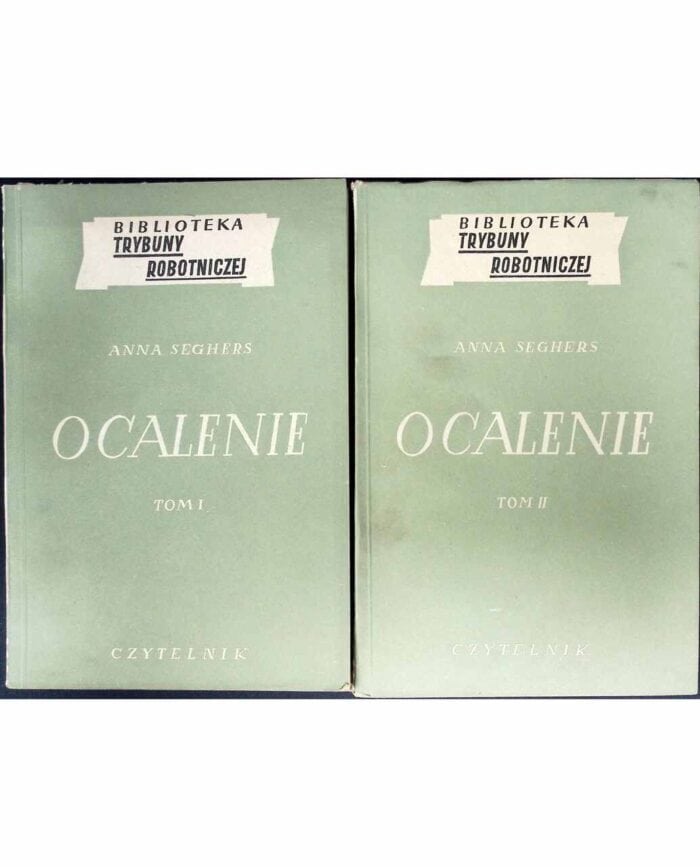 BIBLIOTEKA
TRYBUNY
ROBOTNICZEJ
ANNA SEGHERS
OCALENIE
TOM I
CZYTELNIK
BIBLIOTEKA
TRYBUNY
ROBOTNICZEJ
ANNA SEGHERS
OCALENIE
TOM II
CZYTELNIK